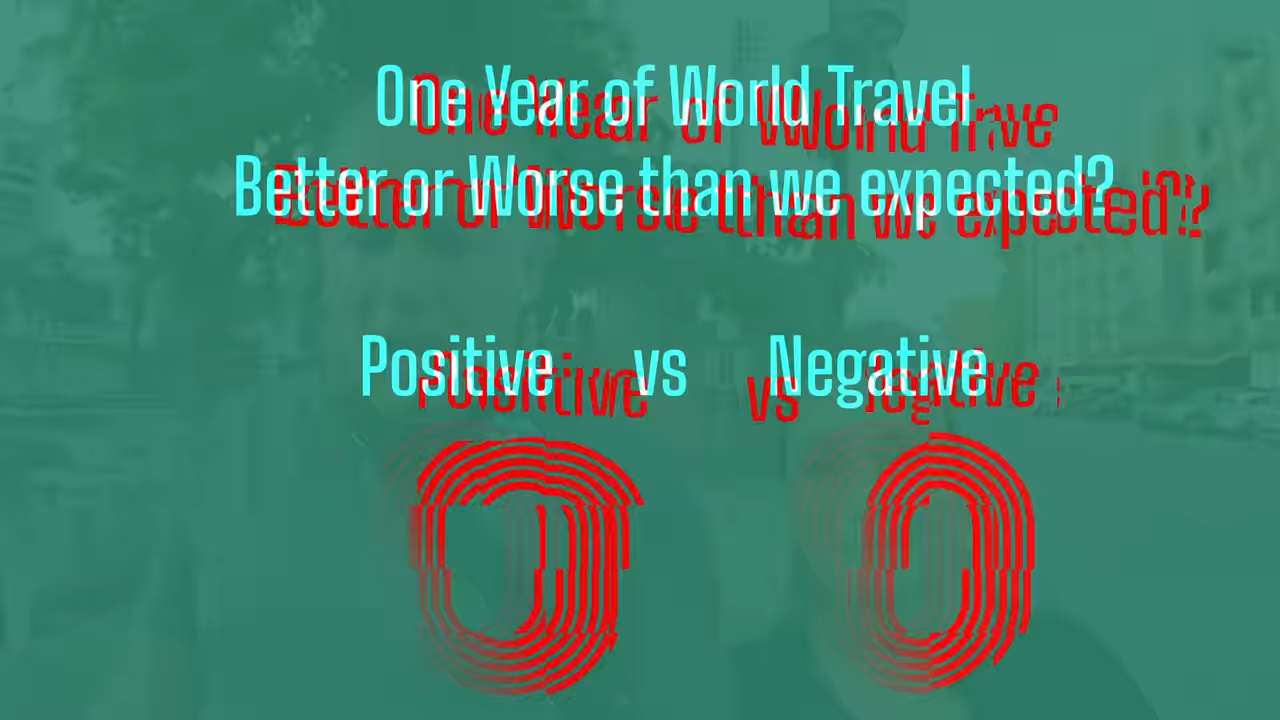 One Year of World Travel
Better or Worse than we expected?
Positive vs Negative
0 0